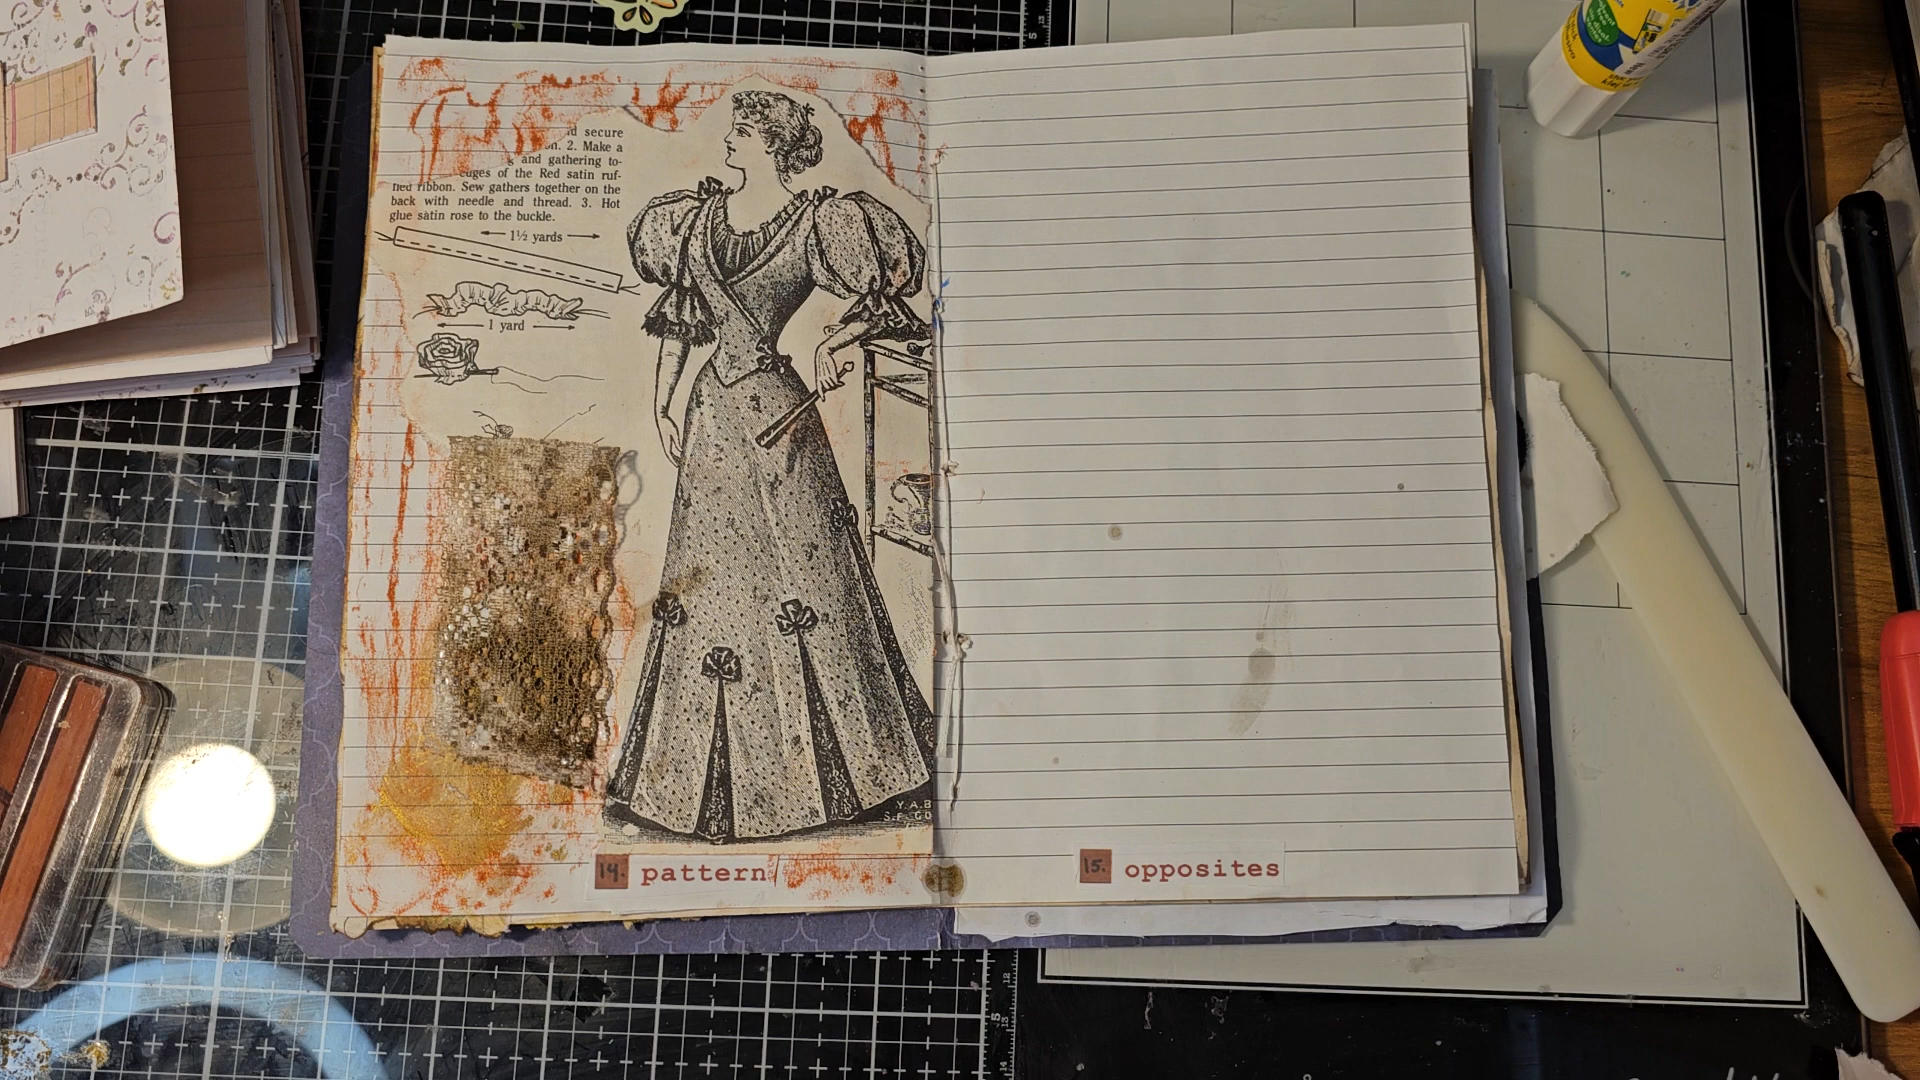 secure
2. Make a
and gathering to-
edges of the Red satin ruf-
fled ribbon. Sew gathers together on the
back with needle and thread. 3. Hot
glue satin rose to the buckle.
1½ yards
1 yard
Y.A.B
S.F. CO
14. pattern
15. opposites